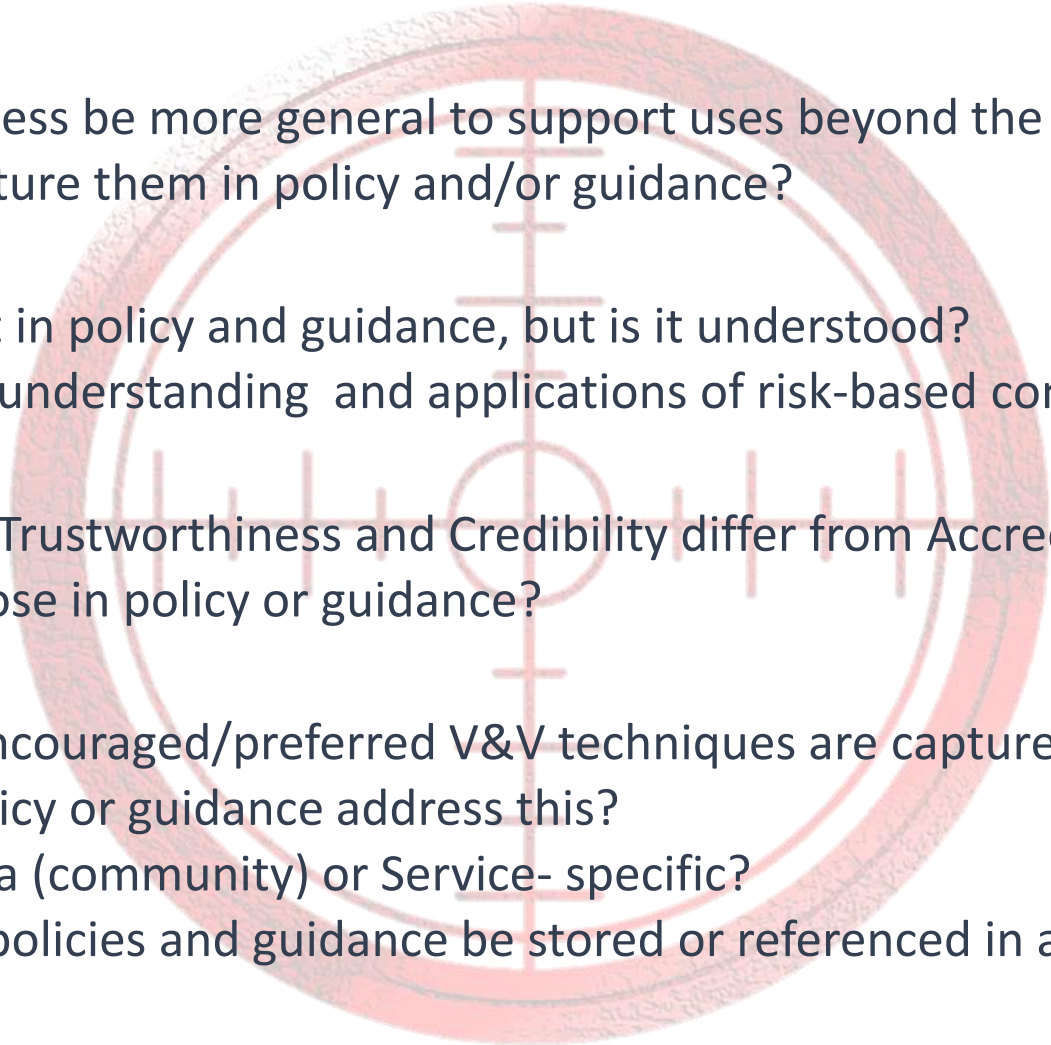 ess be more general to support uses beyond the
ture them in policy and/or guidance?
in policy and guidance, but is it understood?
understanding and applications of risk-based cor
Trustworthiness and Credibility differ from Accre
ose in policy or guidance?
ncouraged/preferred V&V techniques are capture
icy or guidance address this?
a (community) or Service- specific?
policies and guidance be stored or referenced in a